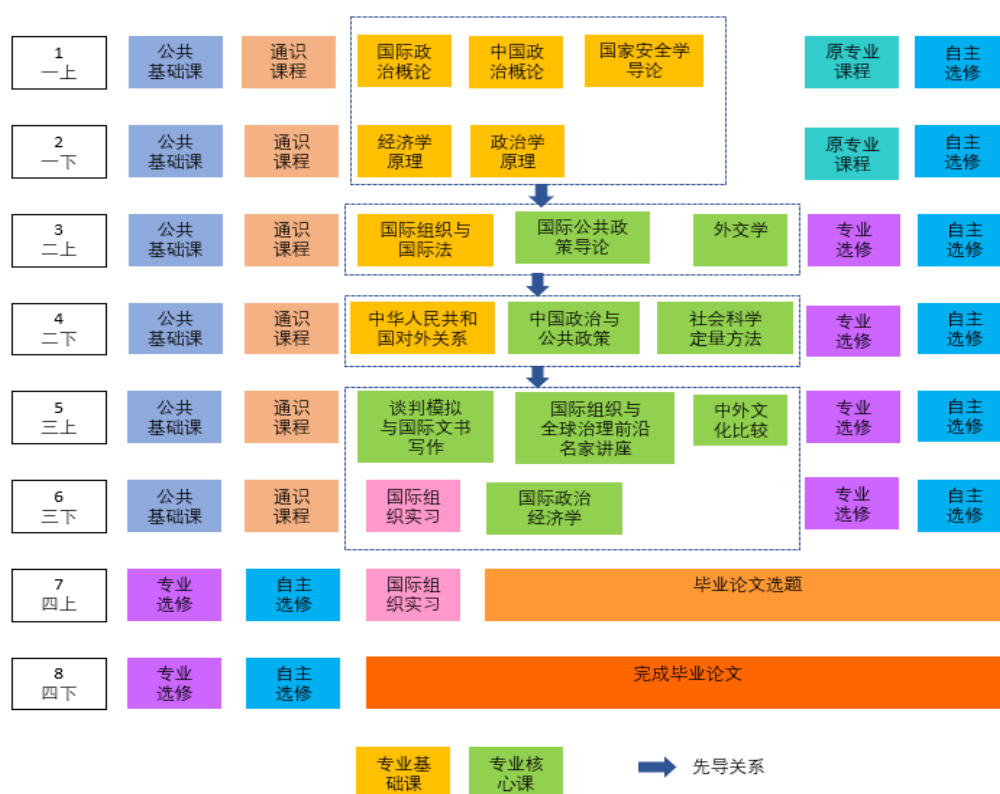 1
一上
公共
基础课
通识
课程
国际政
治概论
中国政
治概论
国家安全学
导论
原专业
课程
自主
选修
2
一下
公共
基础课
通识
课程
经济学
原理
政治学
原理
原专业
课程
自主
选修
3
二上
公共
基础课
通识
课程
国际组织与
国际法
国际公共政
策导论
外交学
专业
选修
自主
选修
4
二下
公共
基础课
通识
课程
中华人民共和
国对外关系
中国政治与
公共政策
社会科学
定量方法
专业
选修
自主
选修
5
三上
公共
基础课
通识
课程
谈判模拟
与国际文书
写作
国际组织与
全球治理前沿
名家讲座
中外文
化比较
专业
选修
自主
选修
6
三下
公共
基础课
通识
课程
国际组
织实习
国际政治
经济学
专业
选修
自主
选修
7
四上
专业
选修
自主
选修
国际组
织实习
毕业论文选题
8
四下
专业
选修
自主
选修
完成毕业论文
专业基
础课
专业核
心课
先导关系